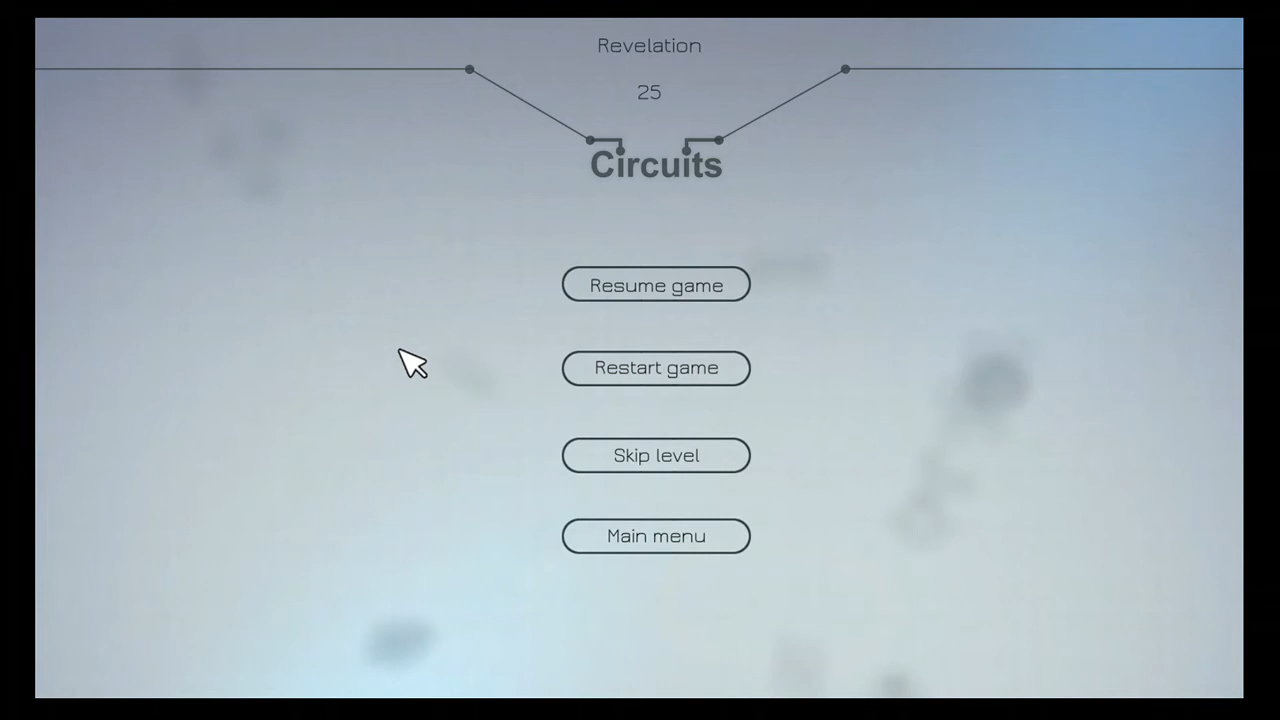 Revelation
25
Circuits
Resume game
Restart game
Skip level
Main menu